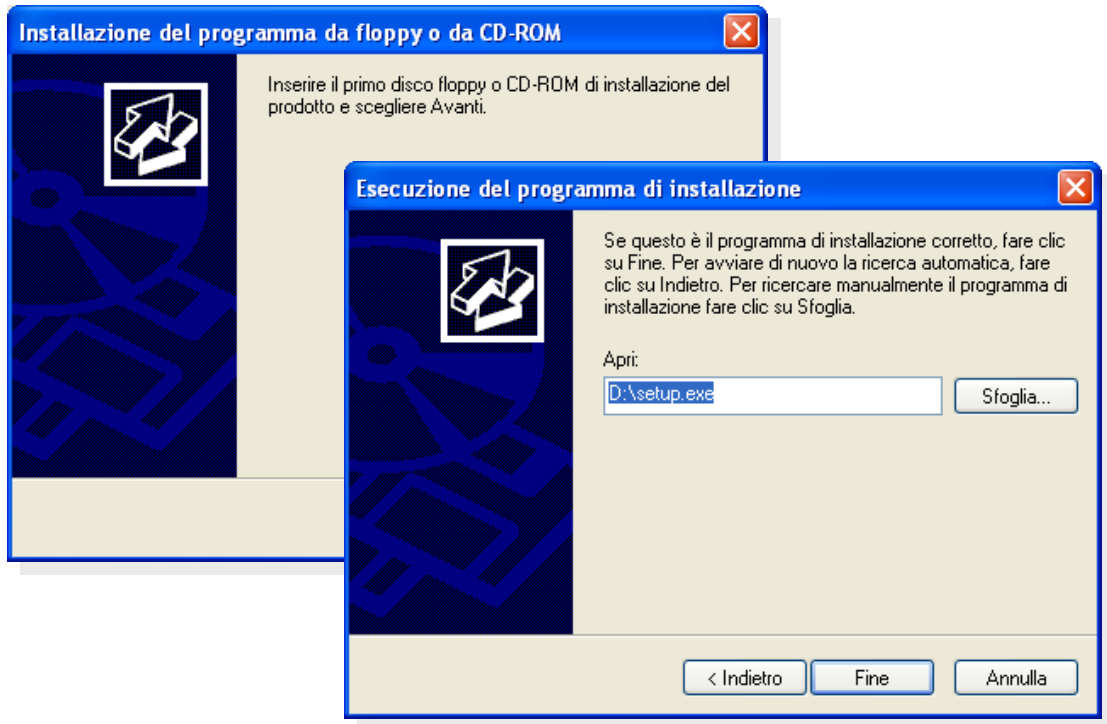 Installazione del programma da floppy o da CD-ROM
Inserire il primo disco floppy o CD-ROM di installazione del
prodotto e scegliere Avanti.
Esecuzione del programma di installazione
Se questo è il programma di installazione corretto, fare clic
su Fine. Per avviare di nuovo la ricerca automatica, fare
clic su Indietro. Per ricercare manualmente il programma di
installazione fare clic su Sfoglia.
Apri:
D:\setup.exe
Sfoglia...
< Indietro
Fine
Annulla